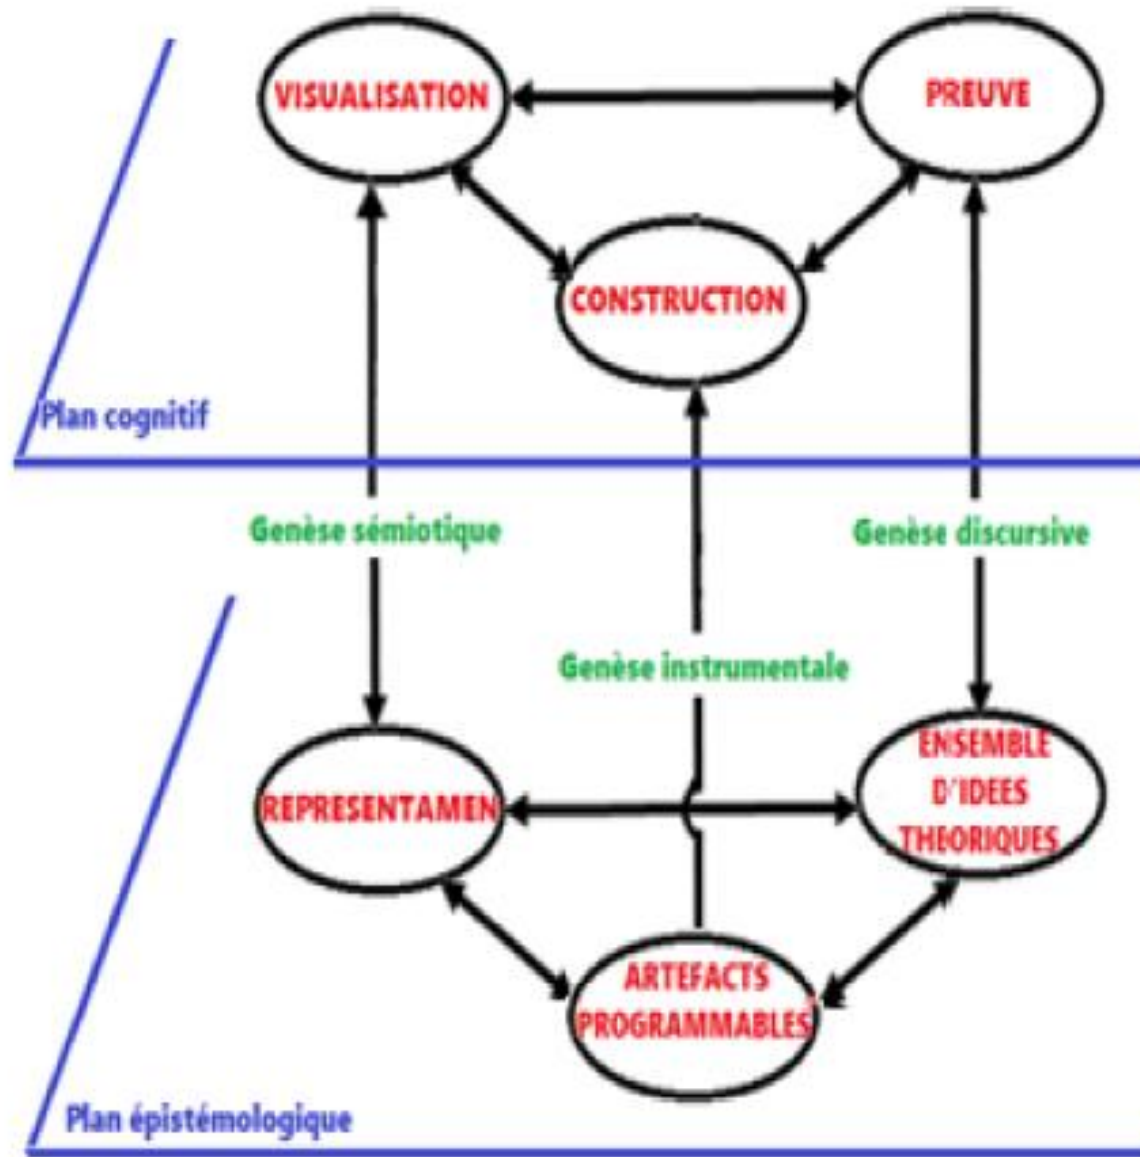 VISUALISATION
PREUVE
CONSTRUCTION
Plan cognitif
Genèse sémiotique
Genèse discursive
Genèse instrumentale
REPRESENTAMEN
ENSEMBLE
D'IDEES
THEORIQUES
ARTEFACTS
PROGRAMMABLES
Plan épistémologique